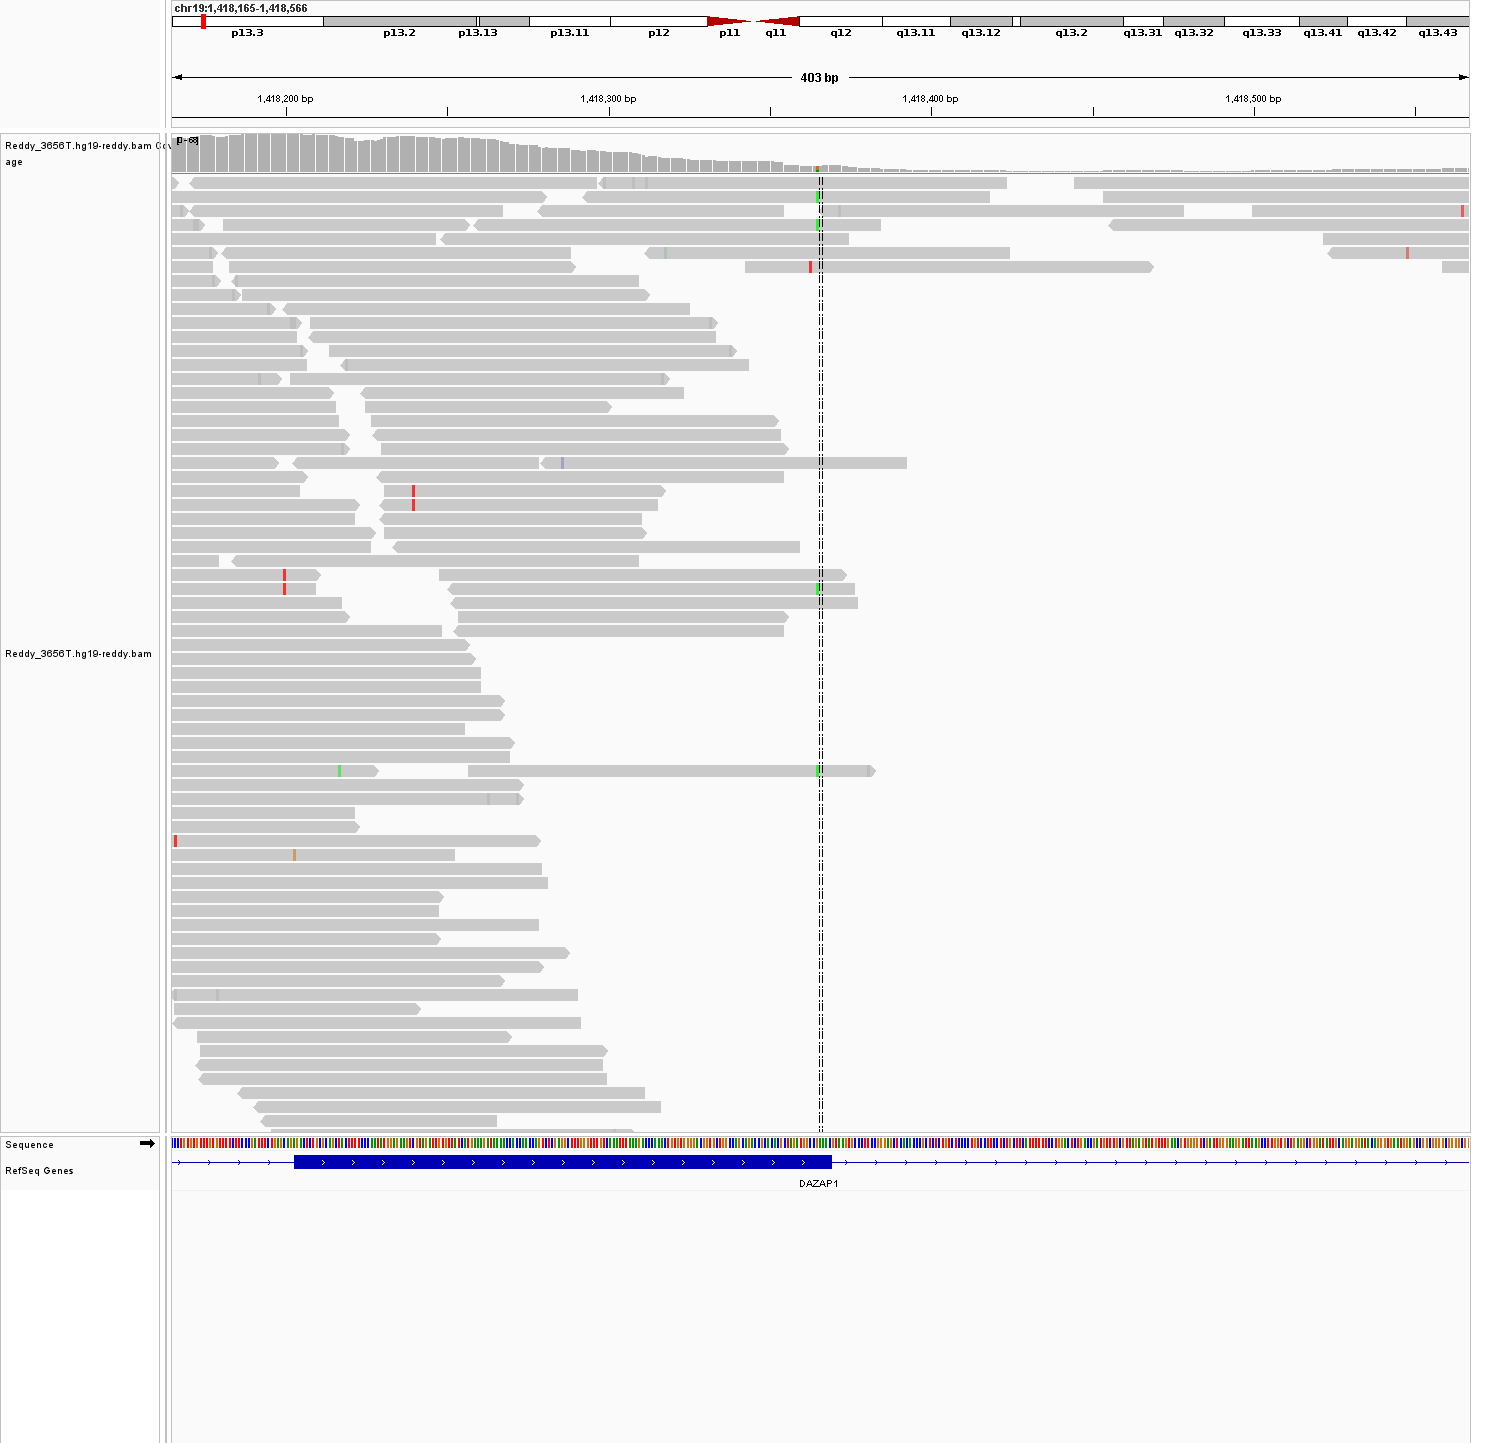 chr19:1,418,165-1,418,566
p13.3 p13.2 p13.13 p13.11 p12 p11 q11 q12 q13.11 q13.12 q13.2 q13.31 q13.32 q13.33 q13.41 q13.42 q13.43
403 bp
1,418,200 bp 1,418,300 bp 1,418,400 bp 1,418,500 bp
[0-68]
Reddy_3656T.hg19-reddy.bam Cov
age
Reddy_3656T.hg19-reddy.bam
Sequence
RefSeq Genes
DAZAP1